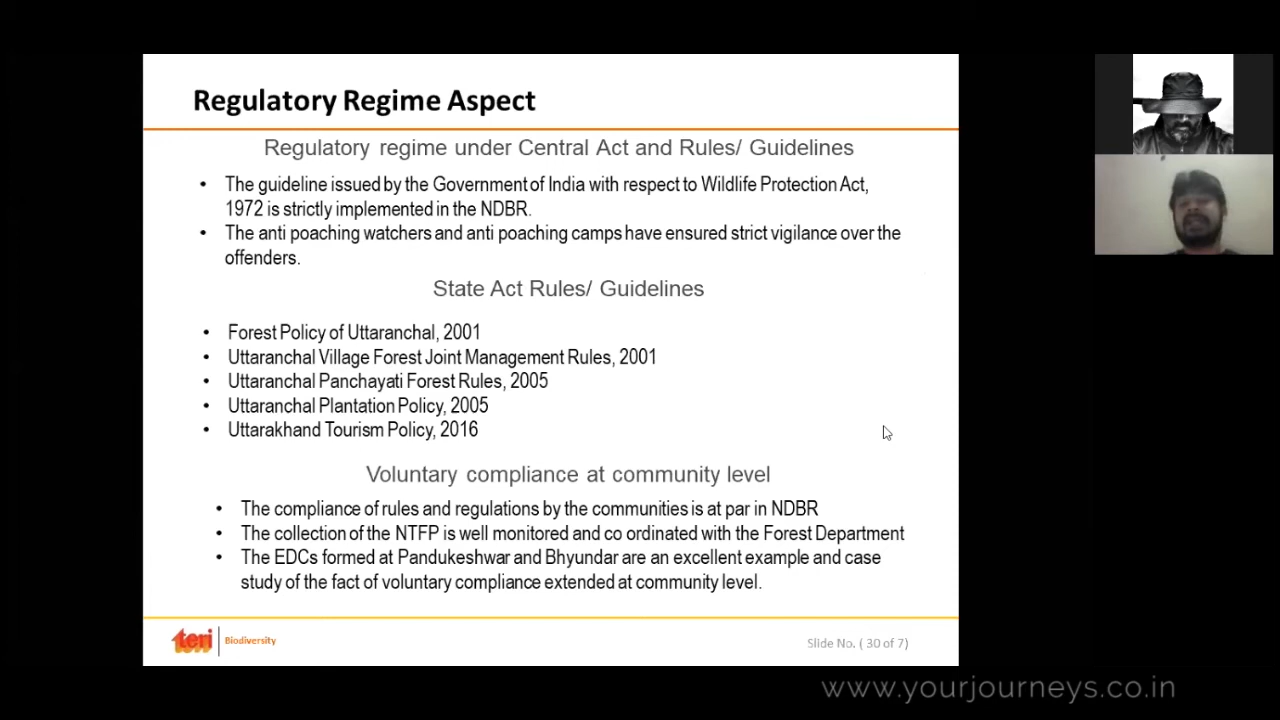 Regulatory Regime Aspect
Regulatory regime under Central Act and Rules/ Guidelines
• The guideline issued by the Government of India with respect to Wildlife Protection Act,
1972 is strictly implemented in the NDBR.
• The anti poaching watchers and anti poaching camps have ensured strict vigilance over the
offenders.
State Act Rules/ Guidelines
• Forest Policy of Uttaranchal, 2001
• Uttaranchal Village Forest Joint Management Rules, 2001
• Uttaranchal Panchayati Forest Rules, 2005
• Uttaranchal Plantation Policy, 2005
• Uttarakhand Tourism Policy, 2016
Voluntary compliance at community level
• The compliance of rules and regulations by the communities is at par in NDBR
• The collection of the NTFP is well monitored and co ordinated with the Forest Department
• The EDCs formed at Pandukeshwar and Bhyundar are an excellent example and case
study of the fact of voluntary compliance extended at community level.
teri Biodiversity
Slide No. ( 30 of 7)
www.yourjourneys.co.in